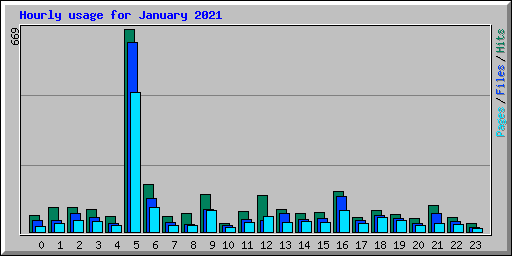 Hourly usage for January 2021
669
Pages / Files / Hits
0 1 2 3 4 5 6 7 8 9 10 11 12 13 14 15 16 17 18 19 20 21 22 23